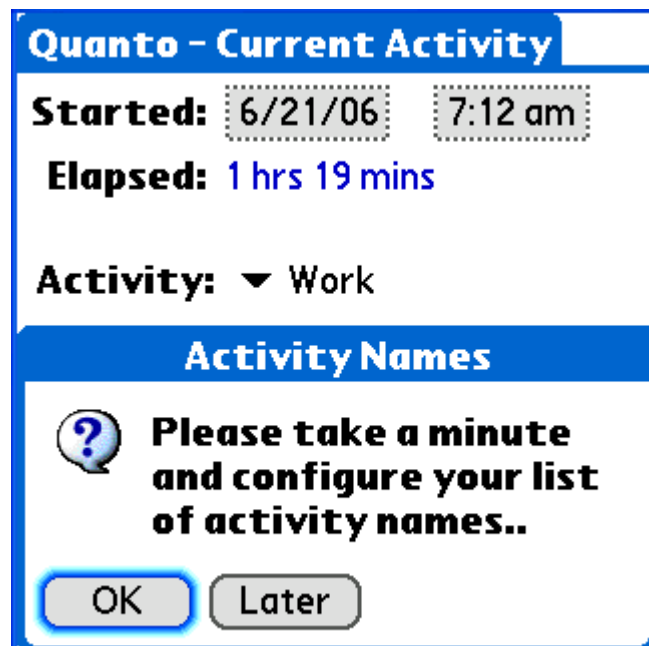 Quanto - Current Activity
Started: 6/21/06 7:12 am
Elapsed: 1 hrs 19 mins
Activity: Work
Activity Names
?
Please take a minute
and configure your list
of activity names..
OK Later